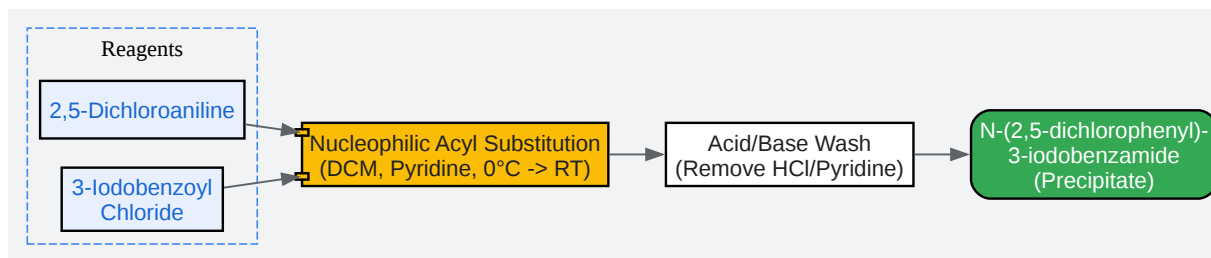 Reagents
2,5-Dichloroaniline
3-Iodobenzoyl
Chloride
Nucleophilic Acyl Substitution
(DCM, Pyridine, 0°C -> RT)
Acid/Base Wash
(Remove HCl/Pyridine)
N-(2,5-dichlorophenyl)-
3-iodobenzamide
(Precipitate)